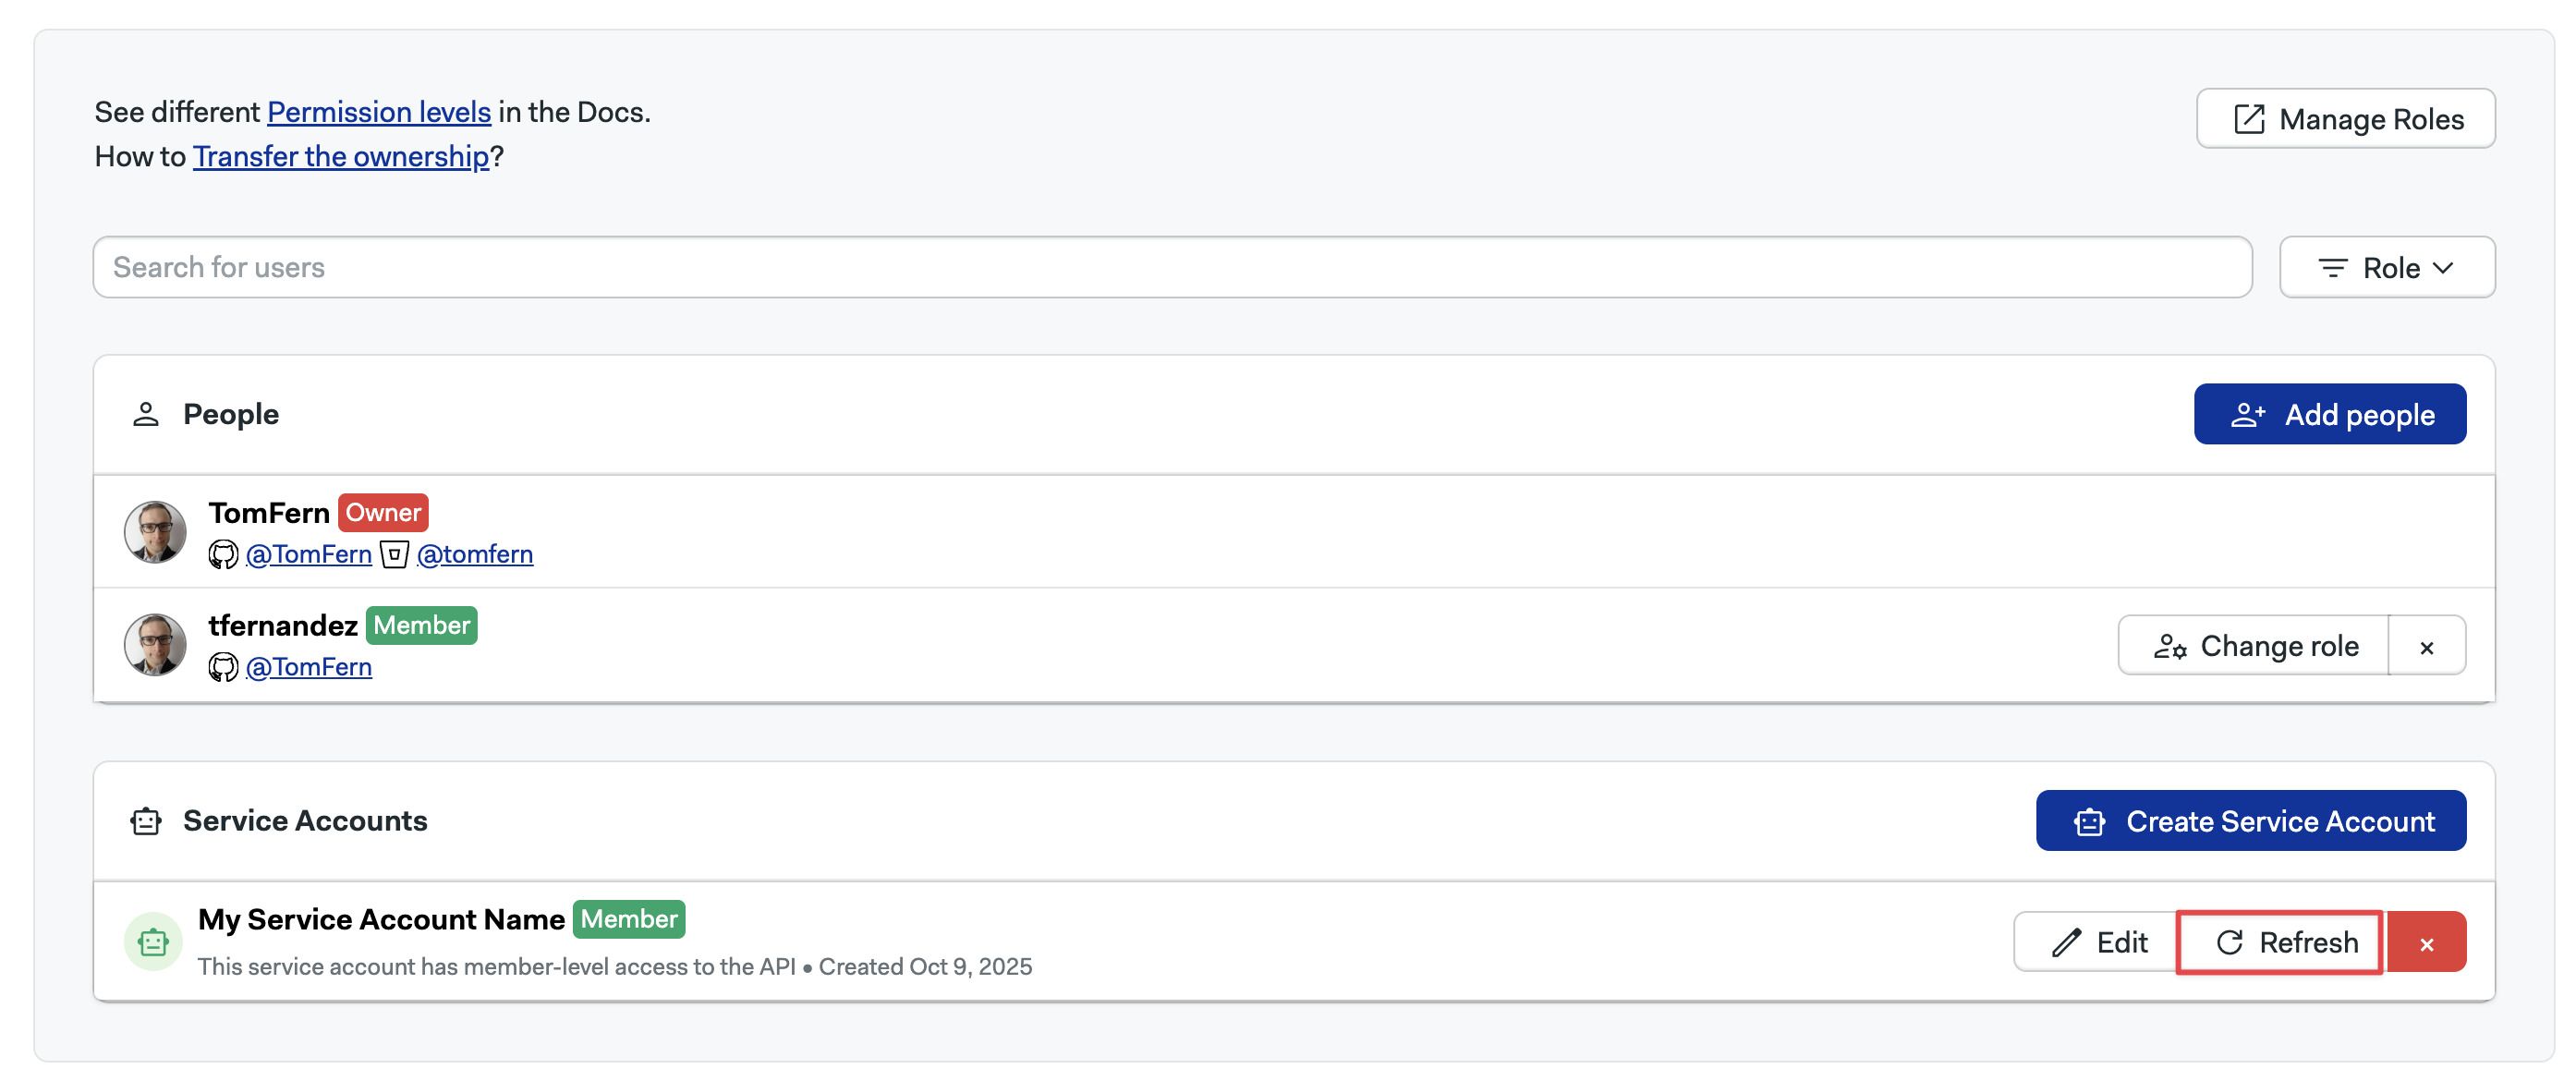 See different Permission levels in the Docs.
How to Transfer the ownership?
Manage Roles
Search for users
Role
People
Add people
TomFern Owner
@TomFern @tomfern
tfernandez Member
@TomFern
Change role ×
Service Accounts
Create Service Account
My Service Account Name Member
This service account has member-level access to the API • Created Oct 9, 2025
Edit Refresh ×